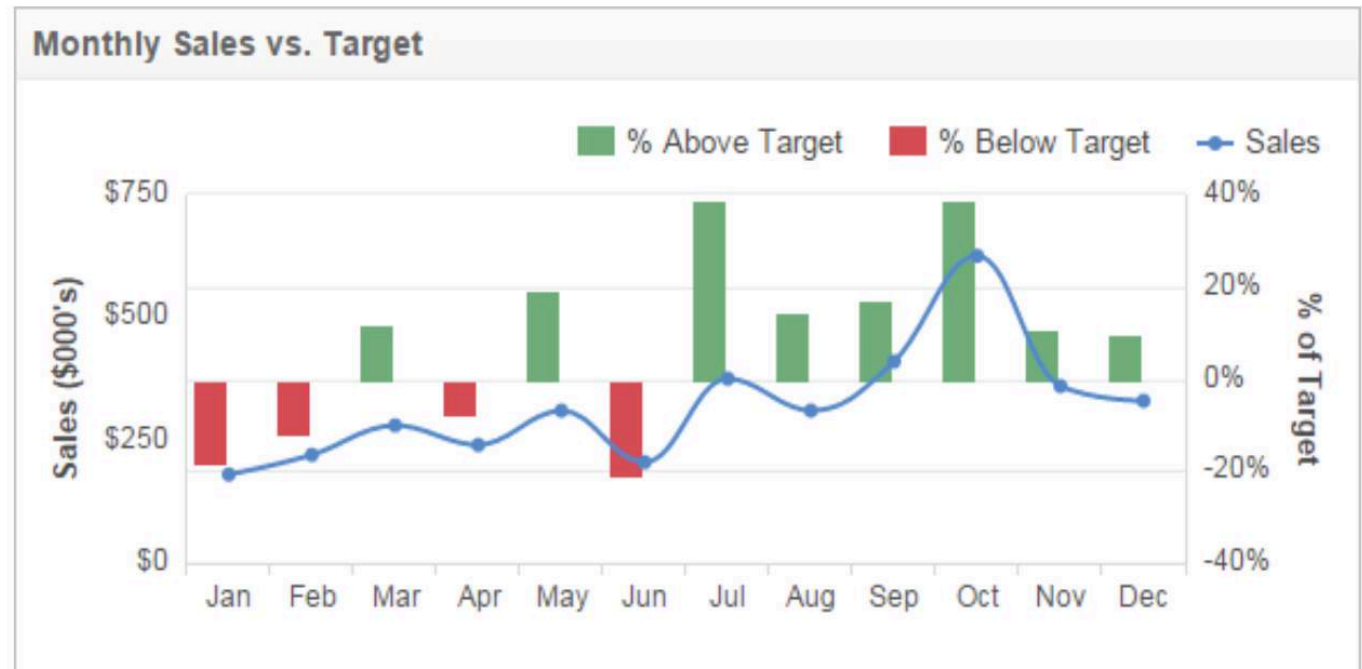 Monthly Sales vs. Target
% Above Target % Below Target Sales
$750
$500
$250
$0
Sales ($000's)
40%
20%
0%
-20%
-40%
% of Target
Jan Feb Mar Apr May Jun Jul Aug Sep Oct Nov Dec